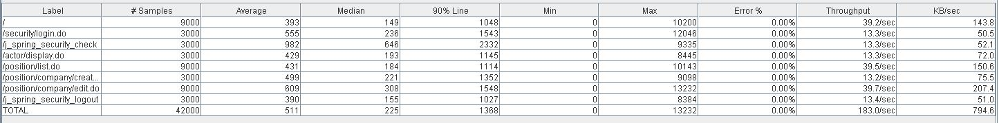 Label # Samples Average Median 90% Line Min Max Error % Throughput KB/sec
/ 9000 393 149 1048 0 10200 0.00% 39.2/sec 143.8
/security/login.do 3000 555 236 1543 0 12046 0.00% 13.3/sec 50.5
/j_spring_security_check 3000 982 646 2332 0 9335 0.00% 13.3/sec 52.1
/actor/display.do 3000 429 193 1145 0 8445 0.00% 13.3/sec 72.0
/position/list.do 9000 431 184 1114 0 10143 0.00% 39.5/sec 150.6
/position/company/creat... 3000 499 221 1352 0 9098 0.00% 13.2/sec 75.5
/position/company/edit.do 9000 609 308 1548 0 13232 0.00% 39.7/sec 207.4
/j_spring_security_logout 3000 390 155 1027 0 8384 0.00% 13.4/sec 51.0
TOTAL 42000 511 225 1368 0 13232 0.00% 183.0/sec 794.6